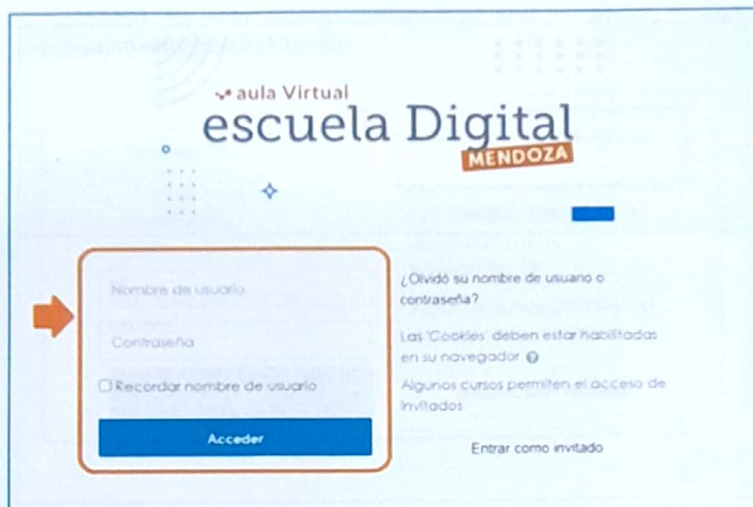 aula Virtual
escuela Digital
MENDOZA
Nombre de usuario
Contraseña
Recordar nombre de usuario
Acceder
¿Olvidó su nombre de usuario o
contraseña?
Las 'Cookies' deben estar habilitadas
en su navegador
Algunos cursos permiten el acceso de
invitados
Entrar como invitado